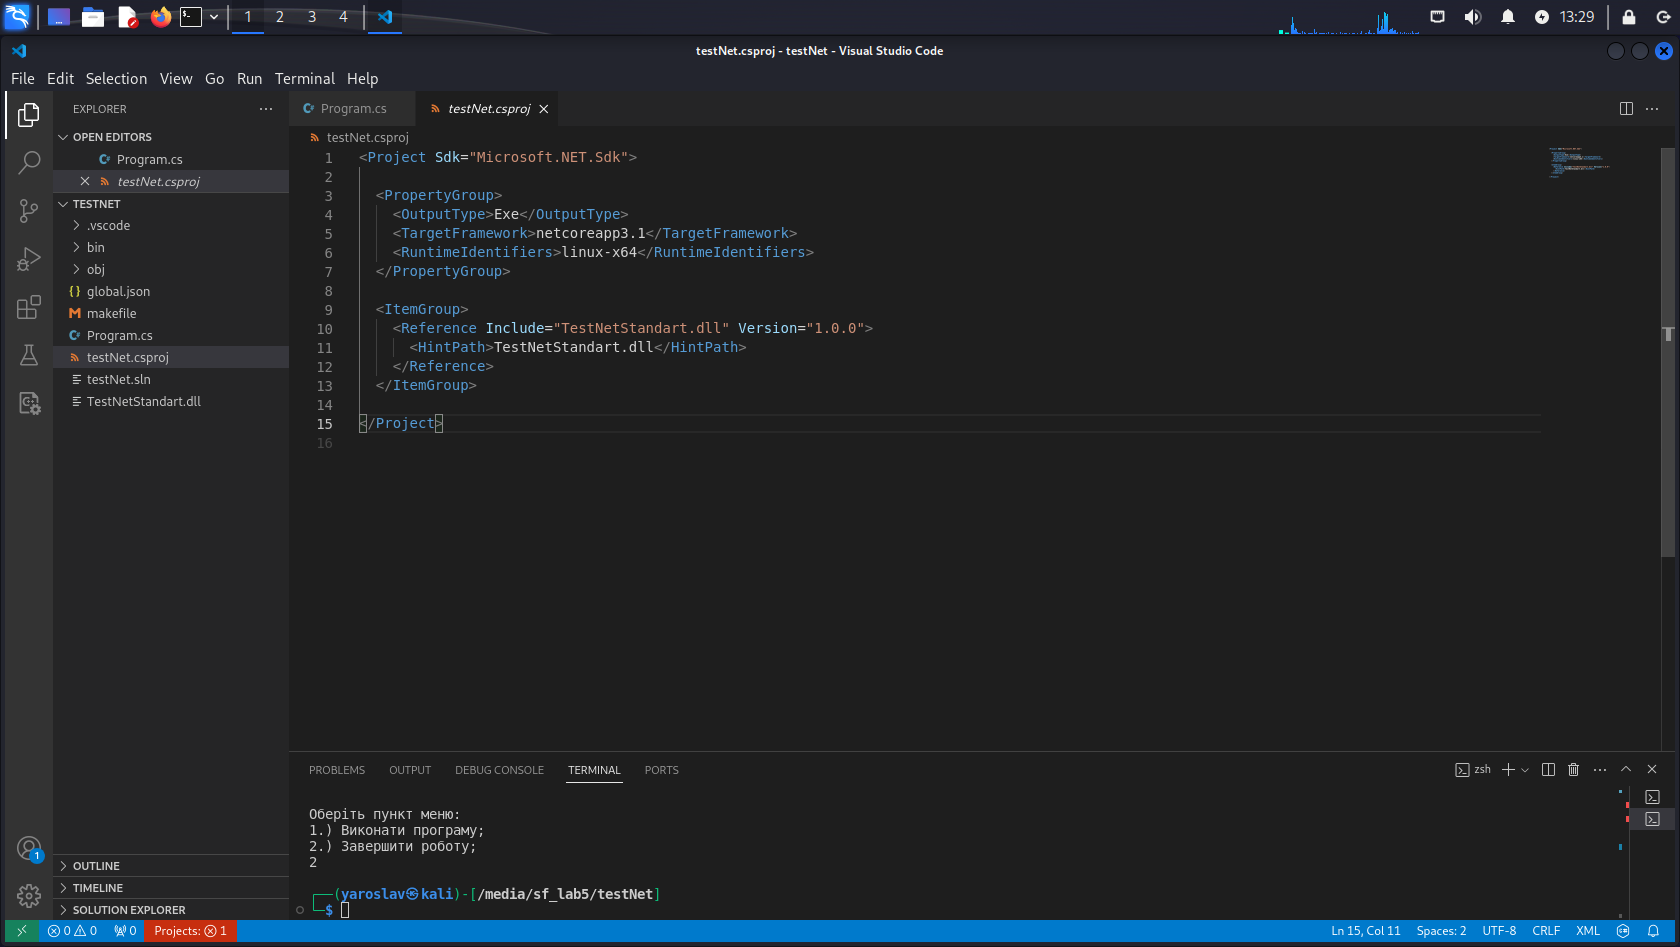 1
2
3
4
13:29
testNet.csproj - testNet - Visual Studio Code
File Edit Selection View Go Run Terminal Help
EXPLORER
OPEN EDITORS
Program.cs
testNet.csproj
TESTNET
.vscode
bin
obj
global.json
makefile
Program.cs
testNet.csproj
testNet.sln
TestNetStandart.dll
OUTLINE
TIMELINE
SOLUTION EXPLORER
Program.cs
testNet.csproj
testNet.csproj
1 <Project Sdk="Microsoft.NET.Sdk">
2
3 <PropertyGroup>
4 <OutputType>Exe</OutputType>
5 <TargetFramework>netcoreapp3.1</TargetFramework>
6 <RuntimeIdentifiers>linux-x64</RuntimeIdentifiers>
7 </PropertyGroup>
8
9 <ItemGroup>
10 <Reference Include="TestNetStandart.dll" Version="1.0.0">
11 <HintPath>TestNetStandart.dll</HintPath>
12 </Reference>
13 </ItemGroup>
14
15 </Project>
16
PROBLEMS OUTPUT DEBUG CONSOLE TERMINAL PORTS
zsh
Оберіть пункт меню:
1.) Виконати програму;
2.) Завершити роботу;
2
(yaroslav㉿kali)-[/media/sf_lab5/testNet]
$
1
0 0 0 Projects: 1
Ln 15, Col 11 Spaces: 2 UTF-8 CRLF XML